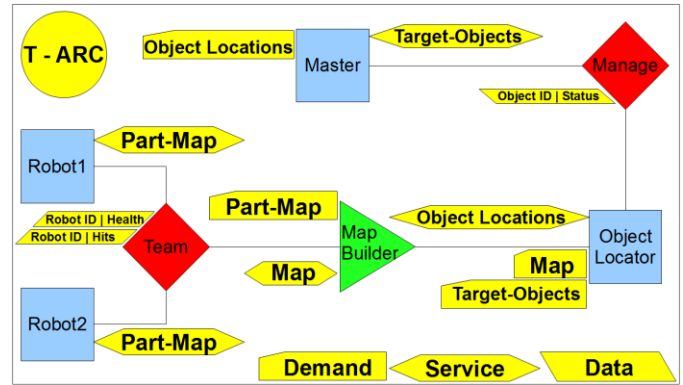 T - ARC
Object Locations
Master
Target-Objects
Manage
Object ID | Status
Robot1
Part-Map
Robot ID | Health
Robot ID | Hits
Team
Part-Map
Map
Builder
Map
Object Locations
Object
Locator
Map
Target-Objects
Robot2
Part-Map
Demand
Service
Data